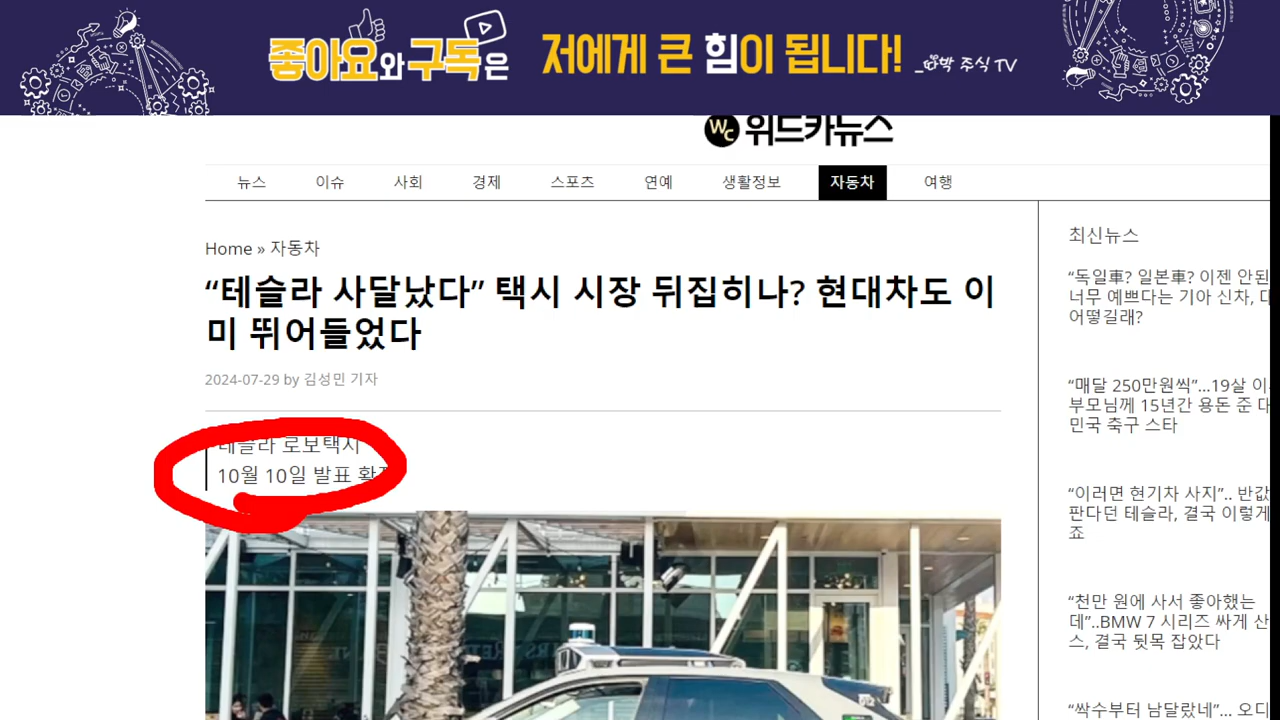 좋아요와구독은 저에게 큰 힘이 됩니다!
박 주식 TV
WC 위드카뉴스
뉴스 이슈 사회 경제 스포츠 연예 생활정보 자동차 여행
Home » 자동차
“테슬라 사달났다” 택시 시장 뒤집히나? 현대차도 이
미 뛰어들었다
2024-07-29 by 김성민 기자
테슬라 로보택시
10월 10일 발표
최신뉴스
“독일車? 일본車? 이젠 안된
너무 예쁘다는 기아 신차,
어떻길래?
“매달 250만원씩”...19살
부모님께 15년간 용돈 준
민국 축구 스타
“이러면 현기차 사지”.. 반값
판다던 테슬라, 결국 이렇게
죠
“천만 원에 사서 좋아했는
데”..BMW 7 시리즈 싸게 산
스, 결국 뒷목 잡았다
“싹수부터 남달랐네”...